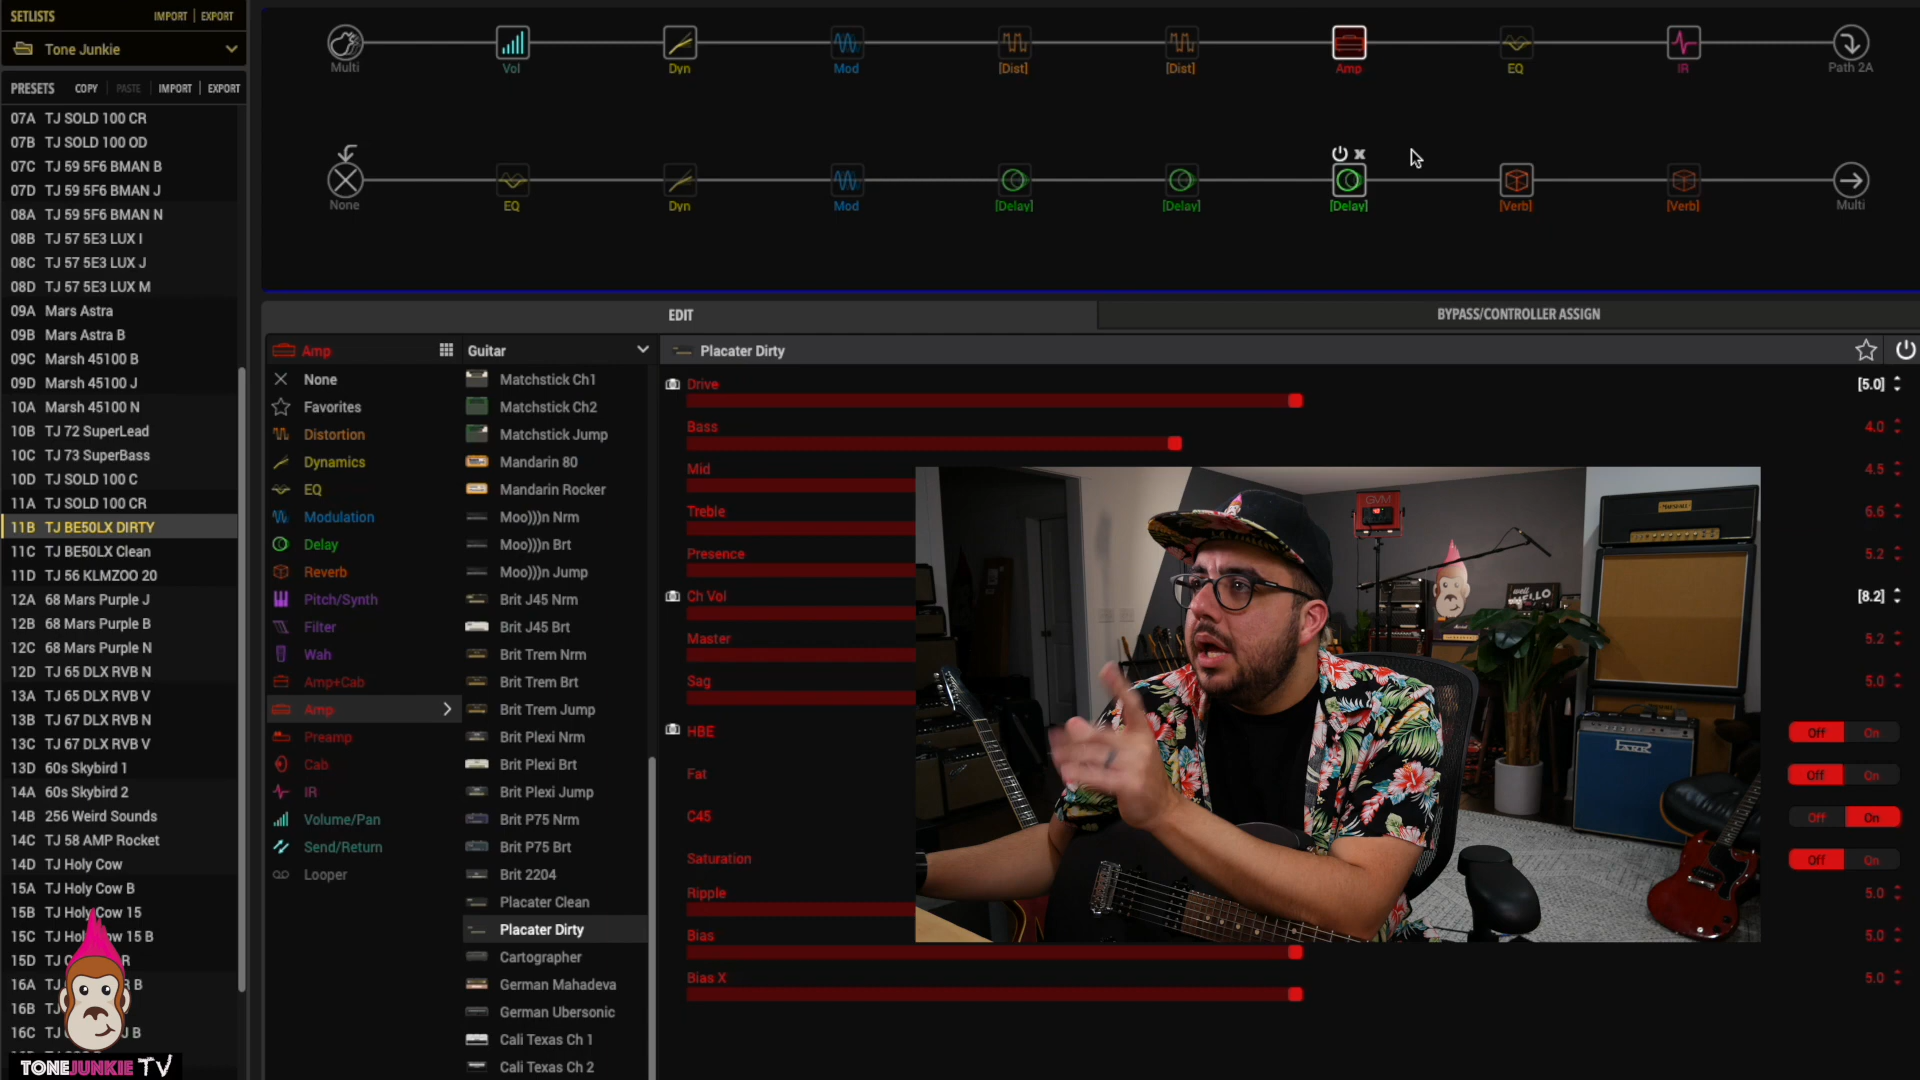 SETLISTS IMPORT EXPORT
Tone Junkie
PRESETS COPY PASTE IMPORT EXPORT
07A TJ SOLD 100 CR
07B TJ SOLD 100 OD
07C TJ 59 5F6 BMAN B
07D TJ 59 5F6 BMAN J
08A TJ 59 5F6 BMAN N
08B TJ 57 5E3 LUX I
08C TJ 57 5E3 LUX J
08D TJ 57 5E3 LUX M
09A Mars Astra
09B Mars Astra B
09C Marsh 45100 B
09D Marsh 45100 J
10A Marsh 45100 N
10B TJ 72 SuperLead
10C TJ 73 SuperBass
10D TJ SOLD 100 C
11A TJ SOLD 100 CR
11B TJ BE50LX DIRTY
11C TJ BE50LX Clean
11D TJ 56 KLMZOO 20
12A 68 Mars Purple J
12B 68 Mars Purple B
12C 68 Mars Purple N
12D TJ 65 DLX RVB N
13A TJ 65 DLX RVB V
13B TJ 67 DLX RVB N
13C TJ 67 DLX RVB V
13D 60s Skybird 1
14A 60s Skybird 2
14B 256 Weird Sounds
14C TJ 58 AMP Rocket
14D TJ Holy Cow
15A TJ Holy Cow B
15B TJ Holy Cow 15
15C TJ Holy Cow 15 B
15D
16A TJ
16B TJ
16C
TONEJUNKIE TV
Multi Vol Dyn Mod [Dist] [Dist] Amp EQ IR Path 2A
None EQ Dyn Mod [Delay] [Delay] [Delay] [Verb] [Verb] Multi
EDIT
BYPASS/CONTROLLER ASSIGN
Amp
None
Favorites
Distortion
Dynamics
EQ
Modulation
Delay
Reverb
Pitch/Synth
Filter
Wah
Amp+Cab
Amp
Preamp
Cab
IR
Volume/Pan
Send/Return
Looper
Guitar
Matchstick Ch1
Matchstick Ch2
Matchstick Jump
Mandarin 80
Mandarin Rocker
Moo)))n Nrm
Moo)))n Brt
Moo)))n Jump
Brit J45 Nrm
Brit J45 Brt
Brit Trem Nrm
Brit Trem Brt
Brit Trem Jump
Brit Plexi Nrm
Brit Plexi Brt
Brit Plexi Jump
Brit P75 Nrm
Brit P75 Brt
Brit 2204
Placater Clean
Placater Dirty
Cartographer
German Mahadeva
German Ubersonic
Cali Texas Ch 1
Cali Texas Ch 2
Placater Dirty
Drive [5.0]
Bass 4.0
Mid 4.5
Treble 6.6
Presence 5.2
Ch Vol [8.2]
Master 5.2
Sag 5.0
HBE Off On
Fat Off On
C45 Off On
Saturation Off On
Ripple 5.0
Bias 5.0
Bias X 5.0
GVM
well
HELLO